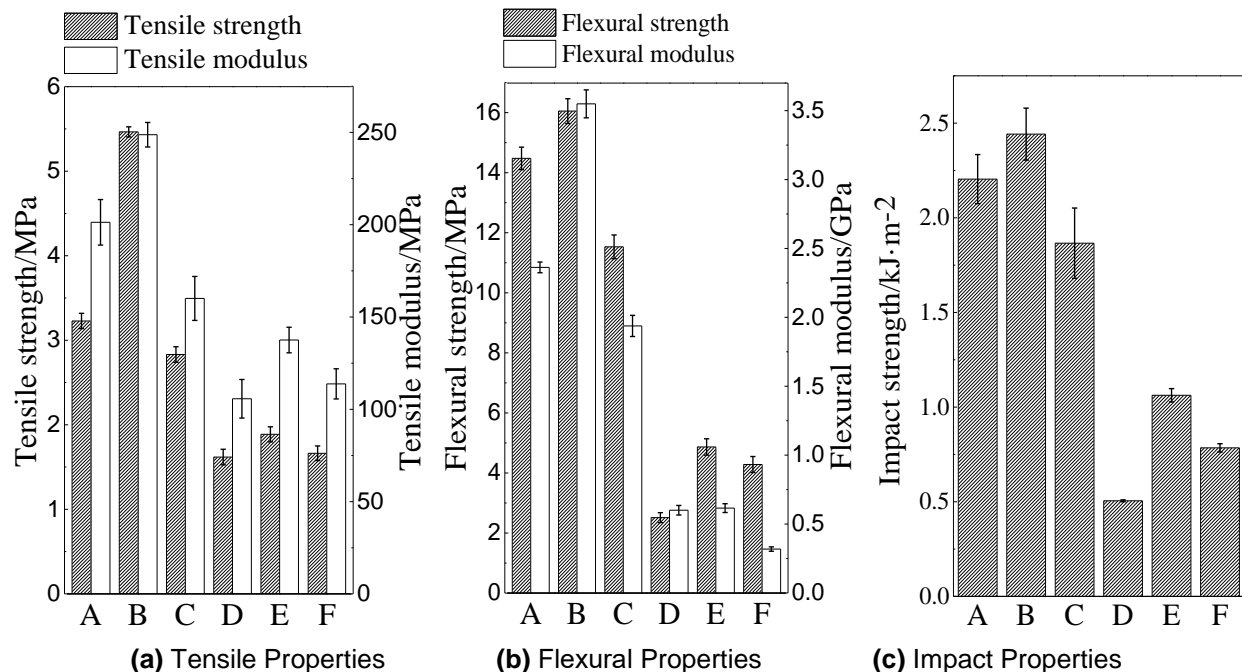 Tensile strength
Tensile modulus
6
5
4
3
2
1
0
Tensile strength/MPa
250
200
150
100
50
0
Tensile modulus/MPa
A B C D E F
(a) Tensile Properties
Flexural strength
Flexural modulus
16
14
12
10
8
6
4
2
0
Flexural strength/MPa
3.5
3.0
2.5
2.0
1.5
1.0
0.5
0.0
Flexural modulus/GPa
A B C D E F
(b) Flexural Properties
2.5
2.0
1.5
1.0
0.5
0.0
Impact strength/kJ·m-2
A B C D E F
(c) Impact Properties